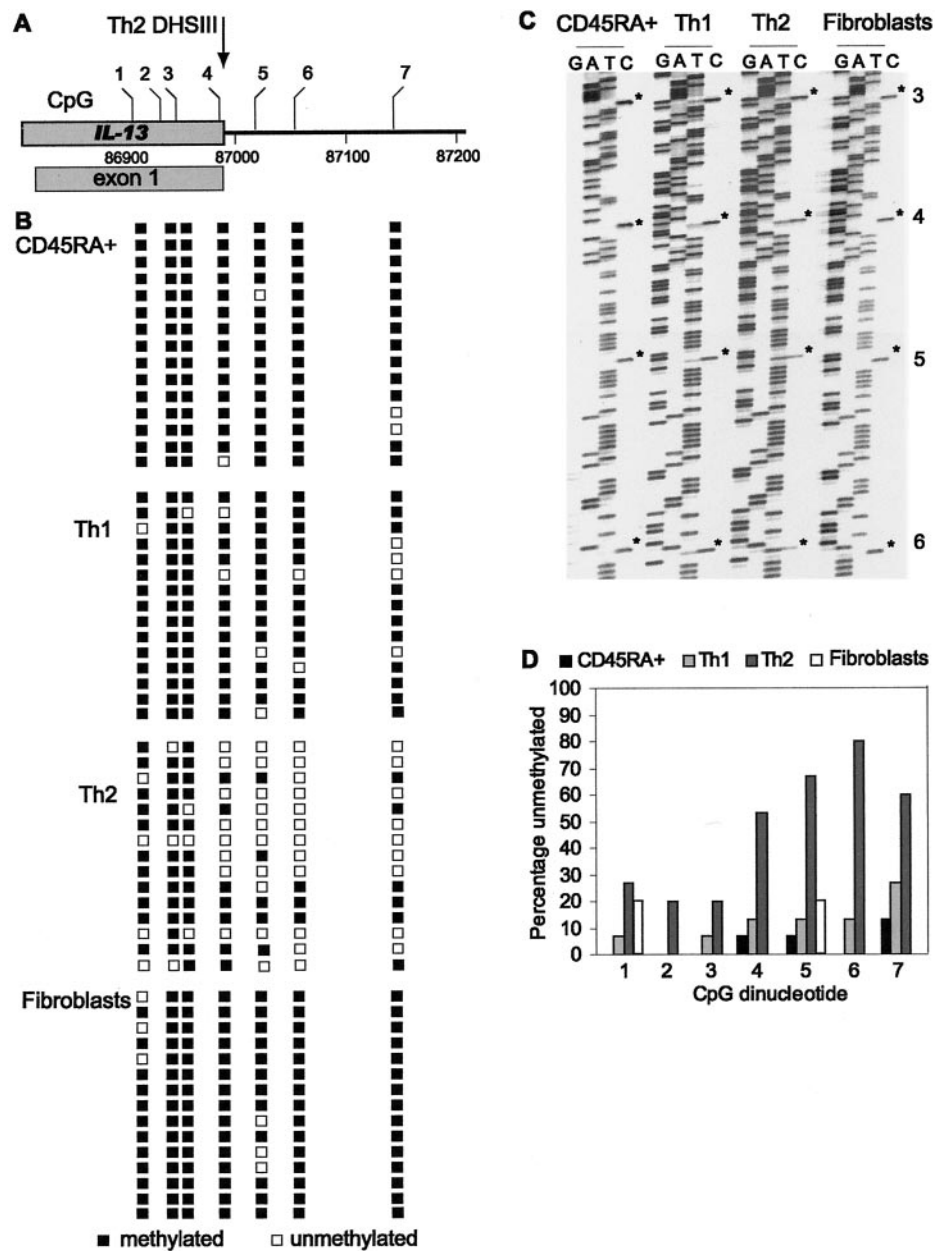 A
Th2 DHSIII
1 2 3 4 5 6 7
CpG
IL-13
86900 87000 87100 87200
exon 1
B
CD45RA+
Th1
Th2
Fibroblasts
■ methylated □ unmethylated
C
CD45RA+ Th1 Th2 Fibroblasts
G A T C G A T C G A T C G A T C
* * * * 3
* * * * 4
* * * * 5
* * * * 6
D ■ CD45RA+ ■ Th1 ■ Th2 □ Fibroblasts
Percentage unmethylated
100
90
80
70
60
50
40
30
20
10
0
1 2 3 4 5 6 7
CpG dinucleotide